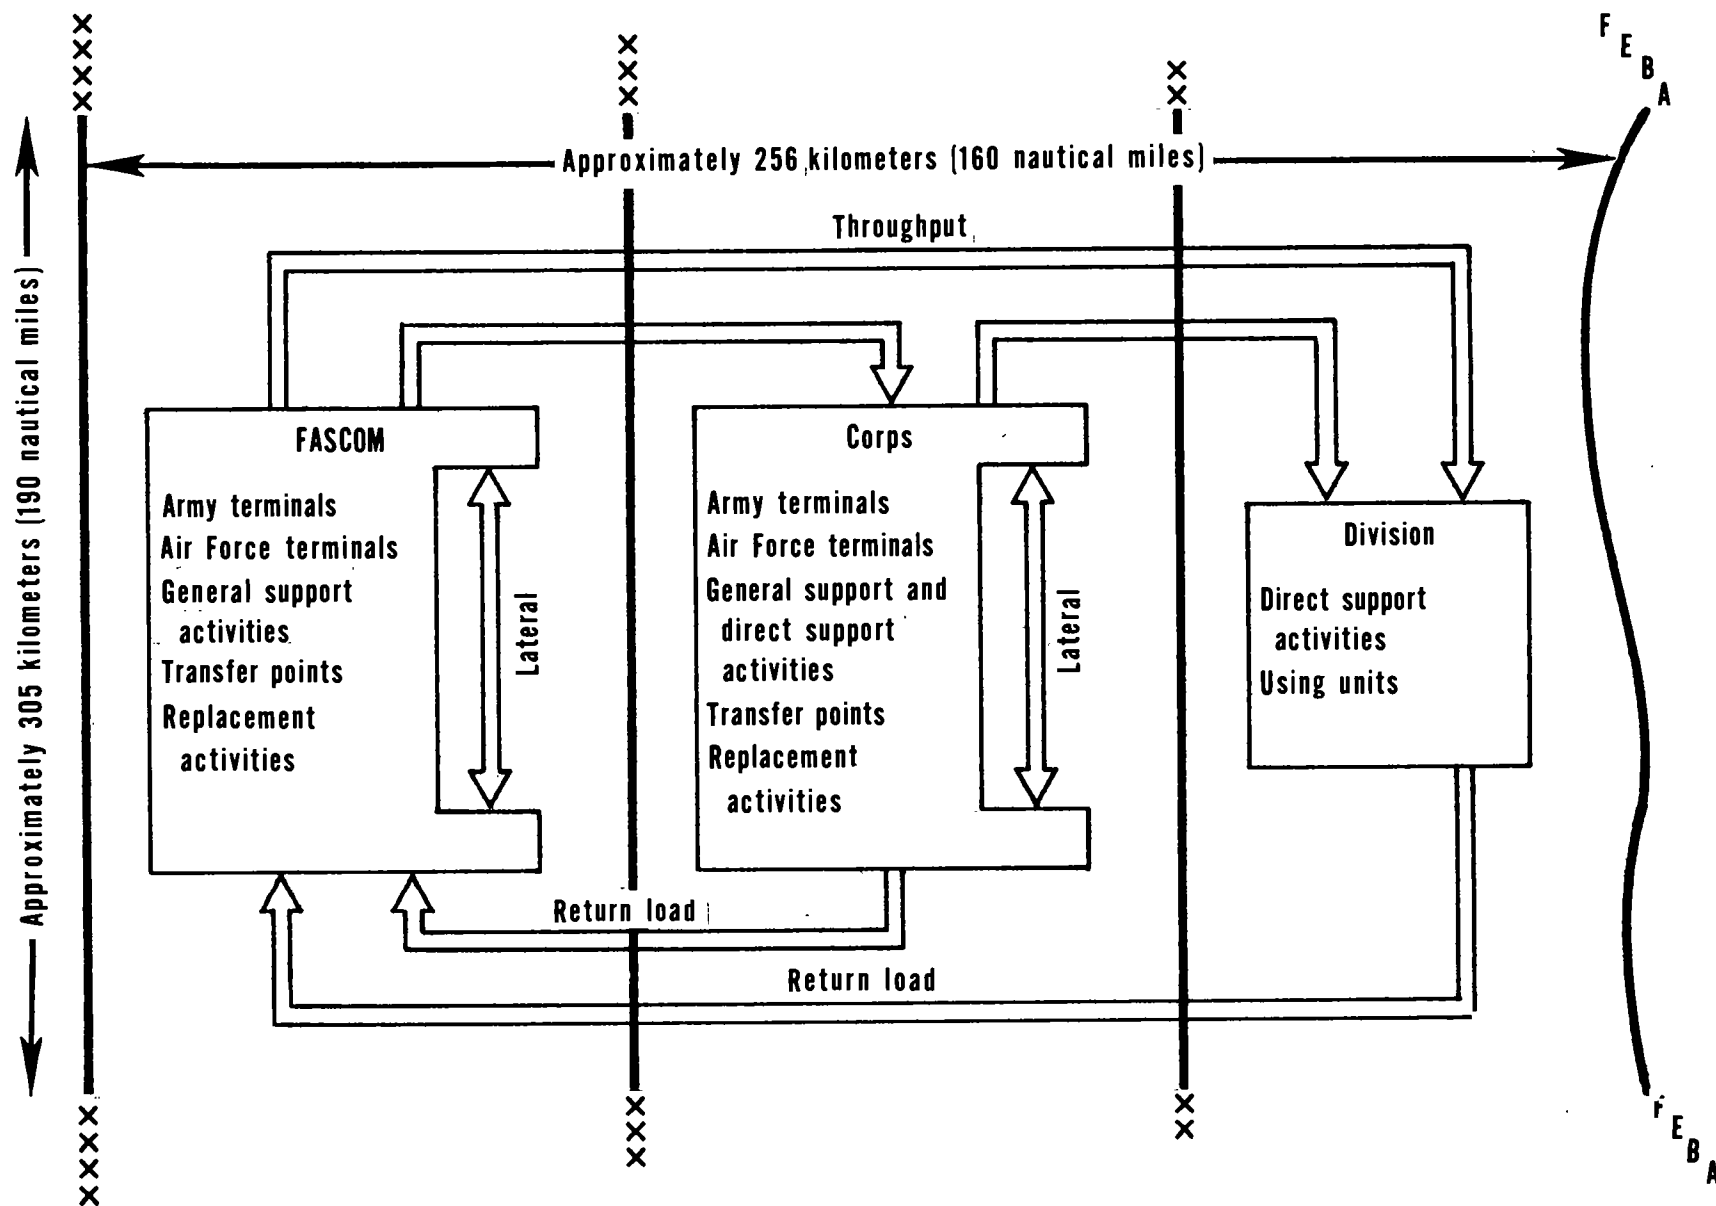 XXXX
XXX
XX
F E B A
Approximately 256 kilometers (160 nautical miles)
Approximately 305 kilometers (190 nautical miles)
Throughput
FASCOM
Army terminals
Air Force terminals
General support
activities
Transfer points
Replacement
activities
Lateral
Corps
Army terminals
Air Force terminals
General support and
direct support
activities
Transfer points
Replacement
activities
Lateral
Division
Direct support
activities
Using units
Return load
Return load
XXXX
XXX
XX
F E B A